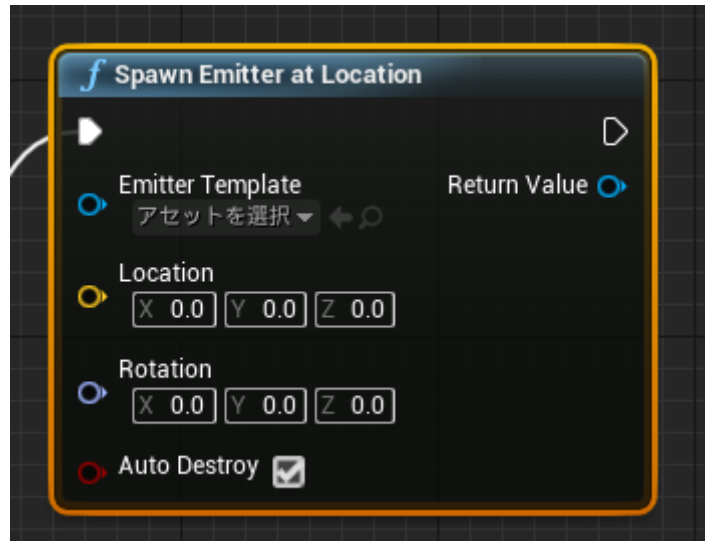 f Spawn Emitter at Location
Emitter Template
Return Value
アセットを選択
Location
X 0.0 Y 0.0 Z 0.0
Rotation
X 0.0 Y 0.0 Z 0.0
Auto Destroy